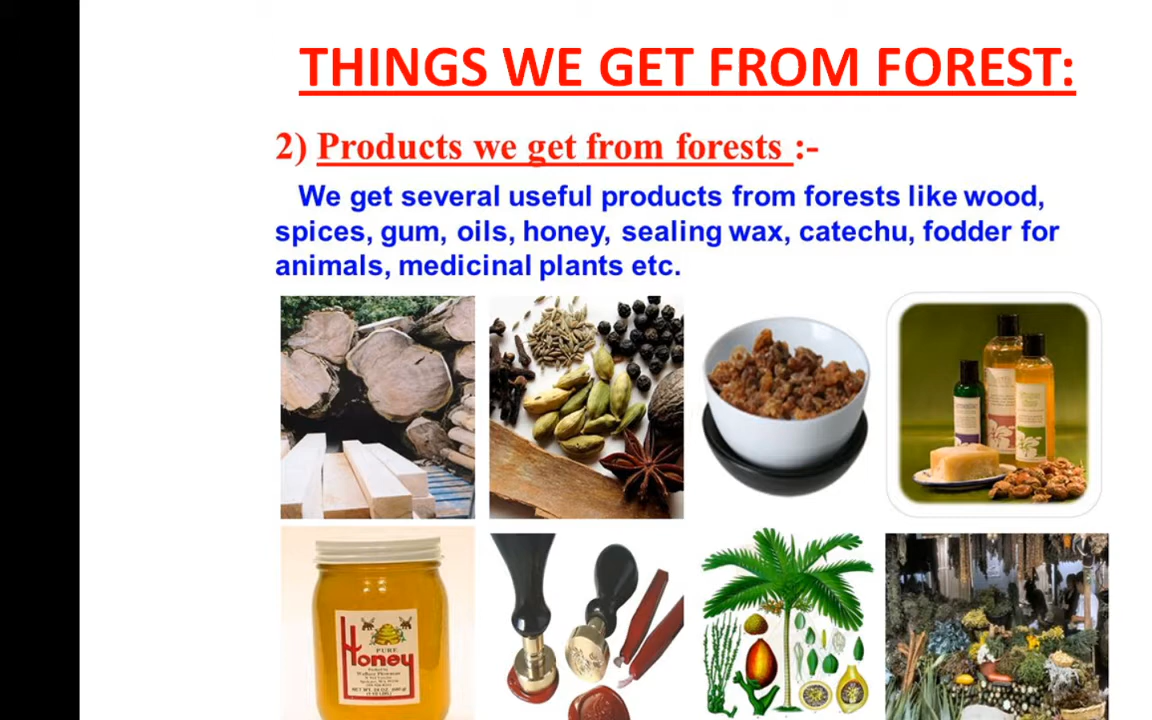 THINGS WE GET FROM FOREST:
2) Products we get from forests :-
We get several useful products from forests like wood,
spices, gum, oils, honey, sealing wax, catechu, fodder for
animals, medicinal plants etc.
PURE
Honey